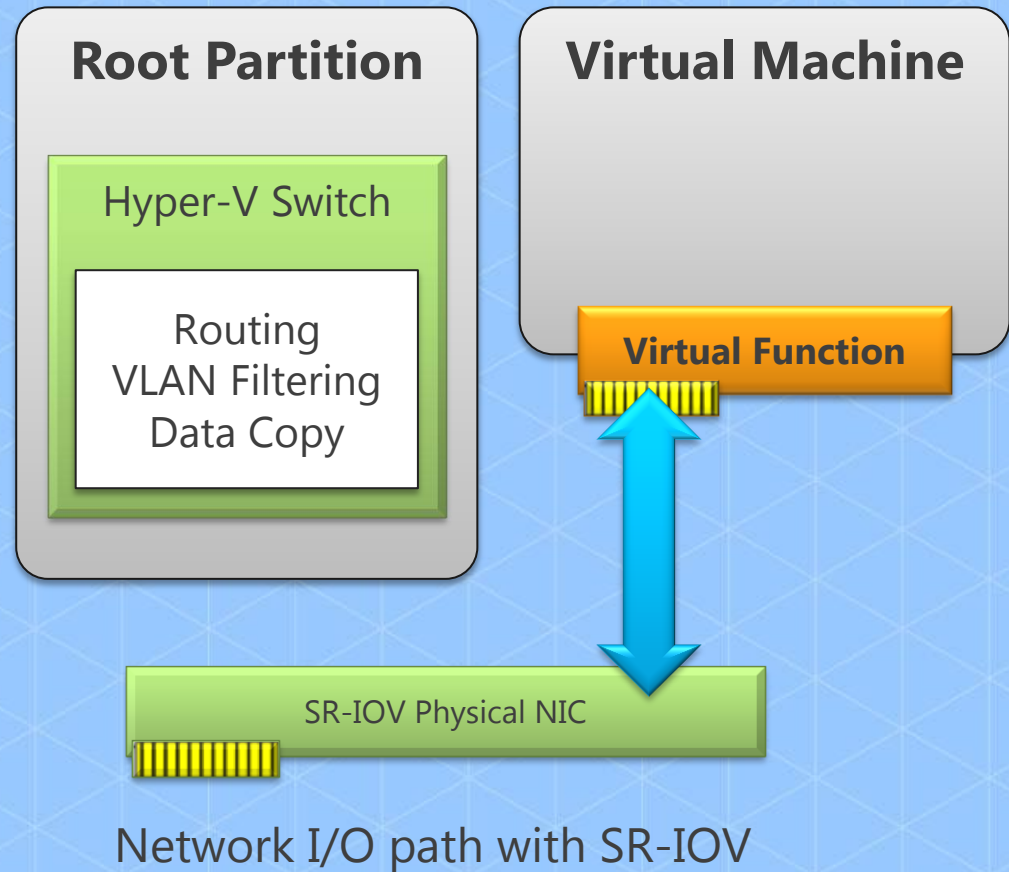 Root Partition
Virtual Machine
Hyper-V Switch
Routing
VLAN Filtering
Data Copy
Virtual Function
SR-IOV Physical NIC
Network I/O path with SR-IOV